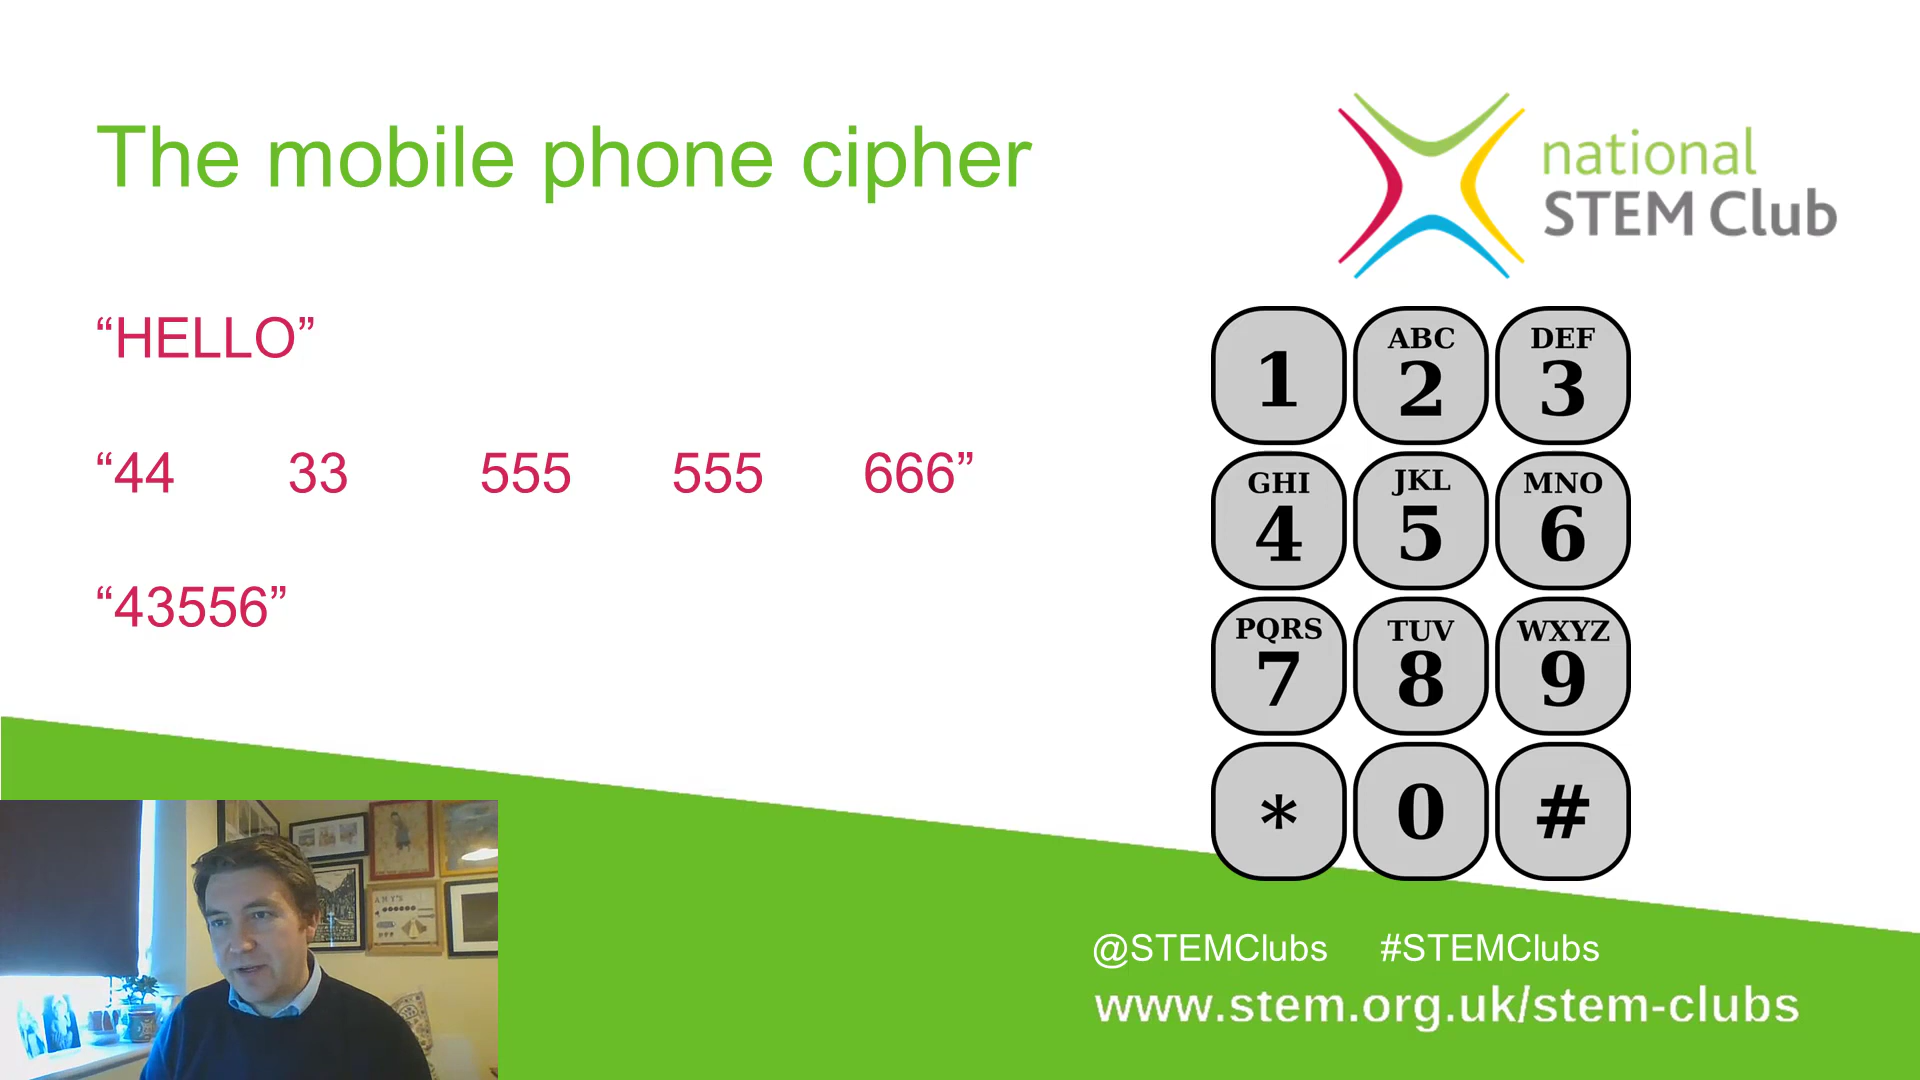 The mobile phone cipher
national
STEM Club
“HELLO”
“44 33 555 555 666”
“43556”
1
ABC
2
DEF
3
GHI
4
JKL
5
MNO
6
PQRS
7
TUV
8
WXYZ
9
*
0
#
@STEMClubs #STEMClubs
www.stem.org.uk/stem-clubs
AMY'S